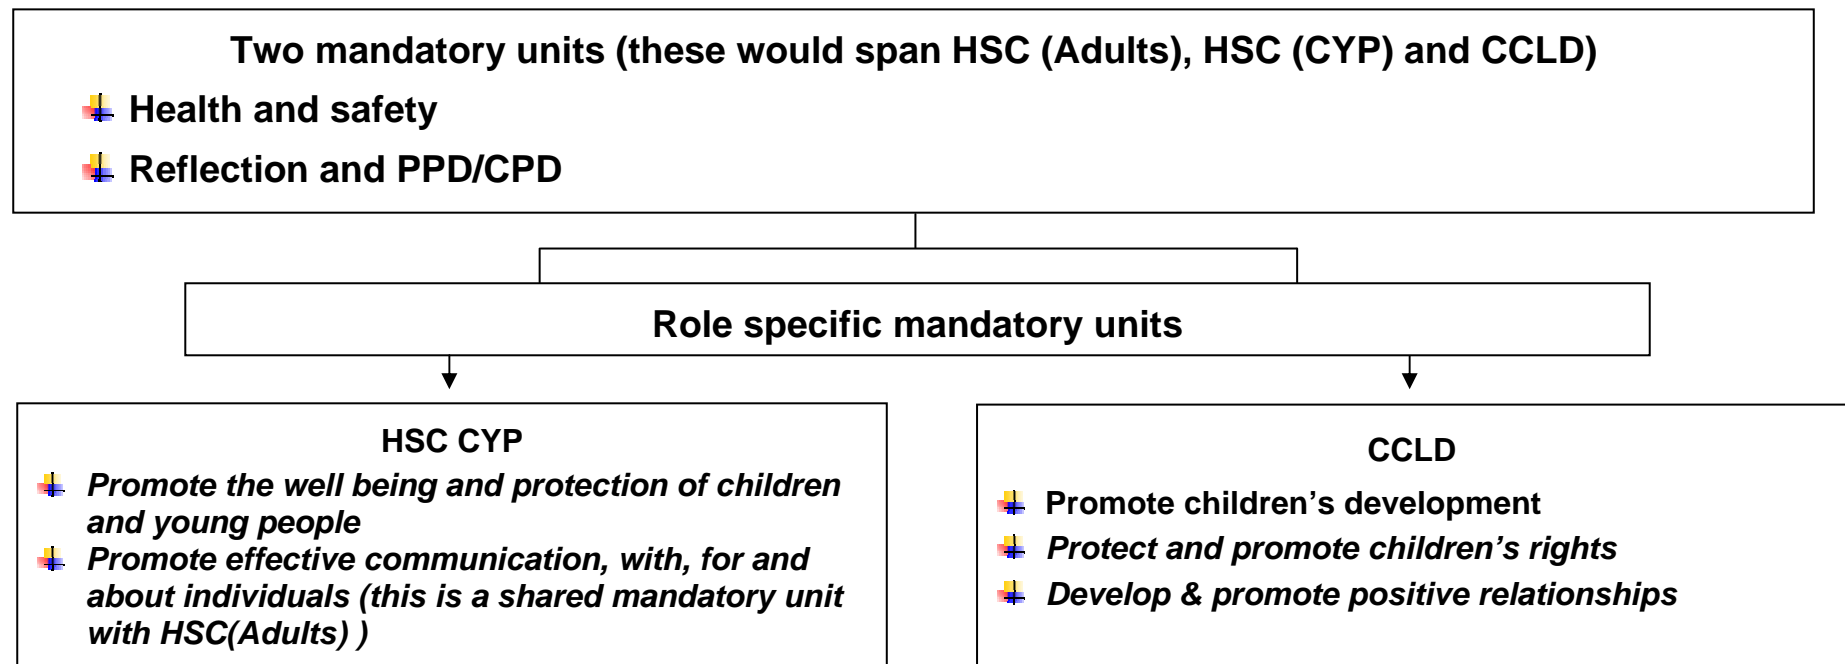 Two mandatory units (these would span HSC (Adults), HSC (CYP) and CCLD)
Health and safety
Reflection and PPD/CPD
Role specific mandatory units
HSC CYP
Promote the well being and protection of children
and young people
Promote effective communication, with, for and
about individuals (this is a shared mandatory unit
with HSC(Adults) )
CCLD
Promote children’s development
Protect and promote children’s rights
Develop & promote positive relationships